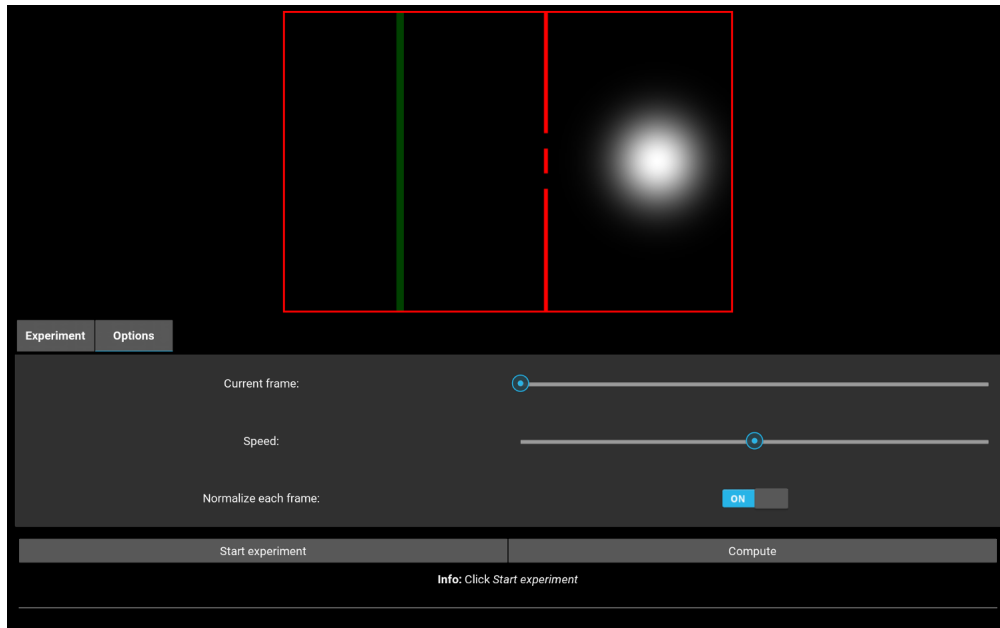 Experiment
Options
Current frame:
Speed:
Normalize each frame:
ON
Start experiment
Compute
Info: Click Start experiment